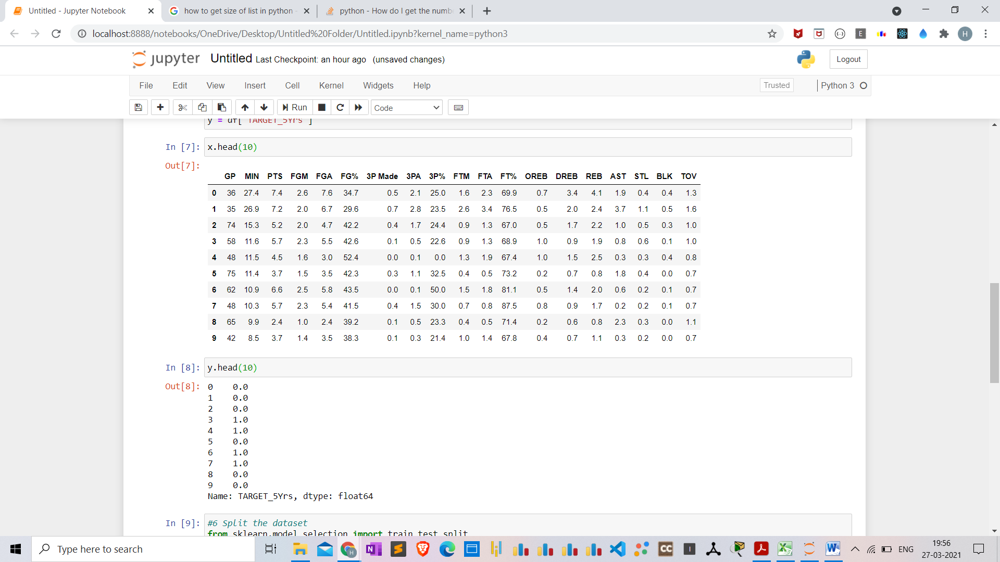 Untitled - Jupyter Notebook
how to get size of list in python -
python - How do I get the numbe
localhost:8888/notebooks/OneDrive/Desktop/Untitled%20Folder/Untitled.ipynb?kernel_name=python3
E
H
jupyter Untitled Last Checkpoint: an hour ago (unsaved changes)
Logout
File Edit View Insert Cell Kernel Widgets Help
Trusted
Python 3
Run
Code
y = df['TARGET_5Yrs']
In [7]: x.head(10)
Out[7]:
GP MIN PTS FGM FGA FG% 3P Made 3PA 3P% FTM FTA FT% OREB DREB REB AST STL BLK TOV
0 36 27.4 7.4 2.6 7.6 34.7 0.5 2.1 25.0 1.6 2.3 69.9 0.7 3.4 4.1 1.9 0.4 0.4 1.3
1 35 26.9 7.2 2.0 6.7 29.6 0.7 2.8 23.5 2.6 3.4 76.5 0.5 2.0 2.4 3.7 1.1 0.5 1.6
2 74 15.3 5.2 2.0 4.7 42.2 0.4 1.7 24.4 0.9 1.3 67.0 0.5 1.7 2.2 1.0 0.5 0.3 1.0
3 58 11.6 5.7 2.3 5.5 42.6 0.1 0.5 22.6 0.9 1.3 68.9 1.0 0.9 1.9 0.8 0.6 0.1 1.0
4 48 11.5 4.5 1.6 3.0 52.4 0.0 0.1 0.0 1.3 1.9 67.4 1.0 1.5 2.5 0.3 0.3 0.4 0.8
5 75 11.4 3.7 1.5 3.5 42.3 0.3 1.1 32.5 0.4 0.5 73.2 0.2 0.7 0.8 1.8 0.4 0.0 0.7
6 62 10.9 6.6 2.5 5.8 43.5 0.0 0.1 50.0 1.5 1.8 81.1 0.5 1.4 2.0 0.6 0.2 0.1 0.7
7 48 10.3 5.7 2.3 5.4 41.5 0.4 1.5 30.0 0.7 0.8 87.5 0.8 0.9 1.7 0.2 0.2 0.1 0.7
8 65 9.9 2.4 1.0 2.4 39.2 0.1 0.5 23.3 0.4 0.5 71.4 0.2 0.6 0.8 2.3 0.3 0.0 1.1
9 42 8.5 3.7 1.4 3.5 38.3 0.1 0.3 21.4 1.0 1.4 67.8 0.4 0.7 1.1 0.3 0.2 0.0 0.7
In [8]: y.head(10)
Out[8]: 0 0.0
1 0.0
2 0.0
3 1.0
4 1.0
5 0.0
6 1.0
7 1.0
8 0.0
9 0.0
Name: TARGET_5Yrs, dtype: float64
In [9]: #6 Split the dataset
from sklearn.model_selection import train_test_split
Type here to search
ENG
19:56
27-03-2021